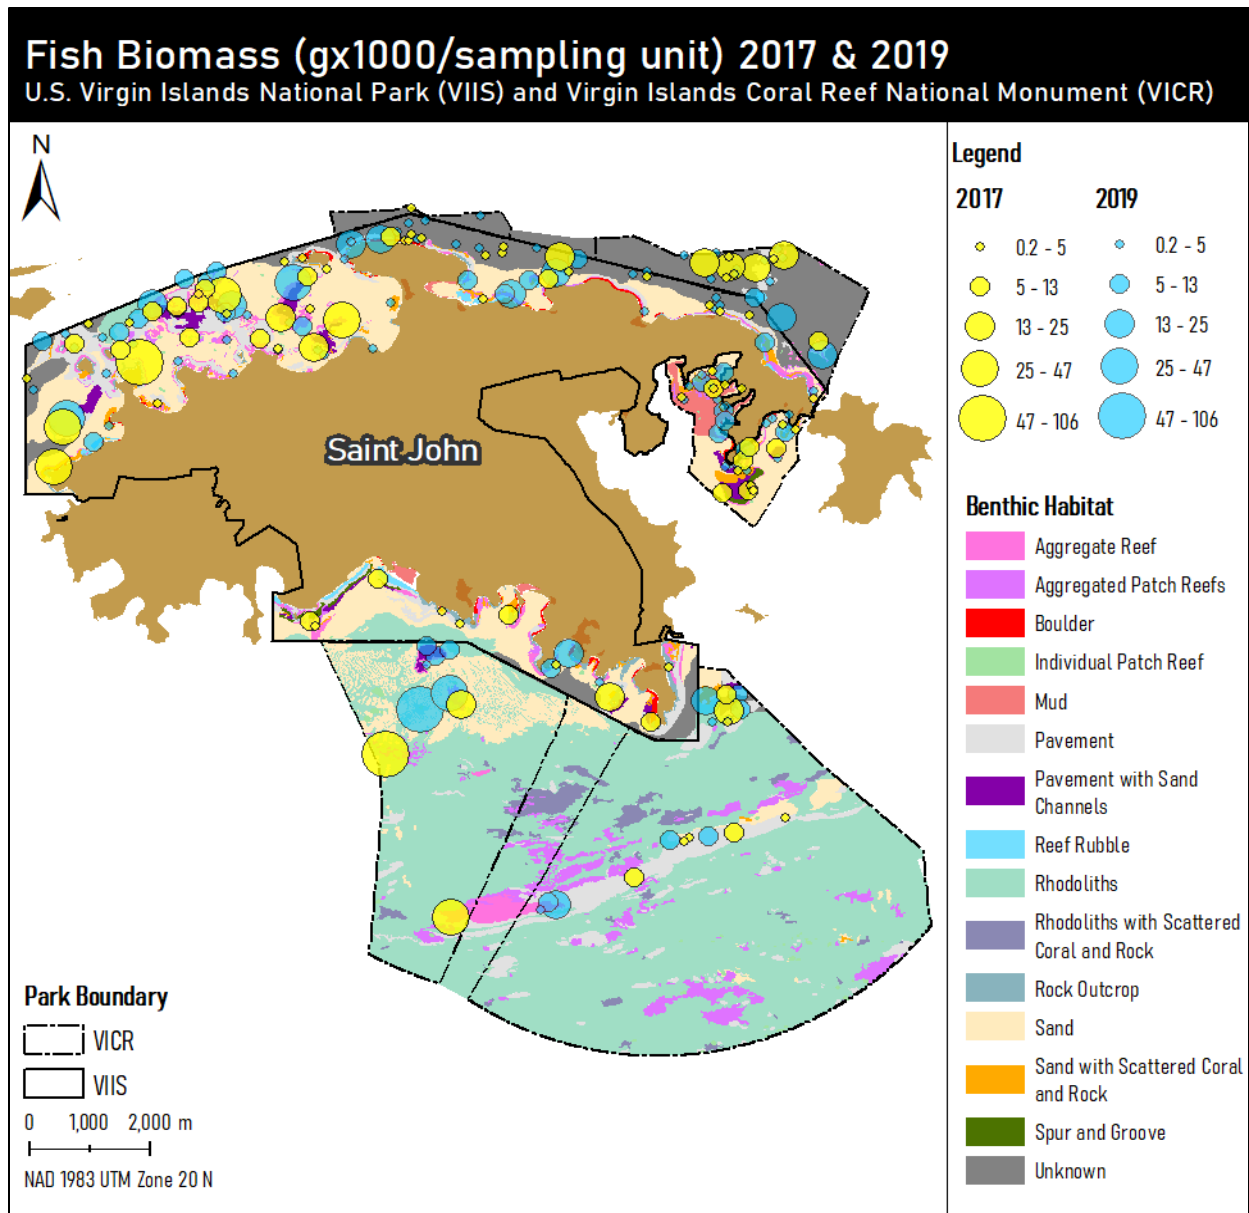 Fish Biomass (gx1000/sampling unit) 2017 & 2019
U.S. Virgin Islands National Park (VIIS) and Virgin Islands Coral Reef National Monument (VICR)
N
Saint John
Legend
2017 2019
0.2 - 5 0.2 - 5
5 - 13 5 - 13
13 - 25 13 - 25
25 - 47 25 - 47
47 - 106 47 - 106
Benthic Habitat
Aggregate Reef
Aggregated Patch Reefs
Boulder
Individual Patch Reef
Mud
Pavement
Pavement with Sand
Channels
Reef Rubble
Rhodoliths
Rhodoliths with Scattered
Coral and Rock
Rock Outcrop
Sand
Sand with Scattered Coral
and Rock
Spur and Groove
Unknown
Park Boundary
VICR
VIIS
0 1,000 2,000 m
NAD 1983 UTM Zone 20 N